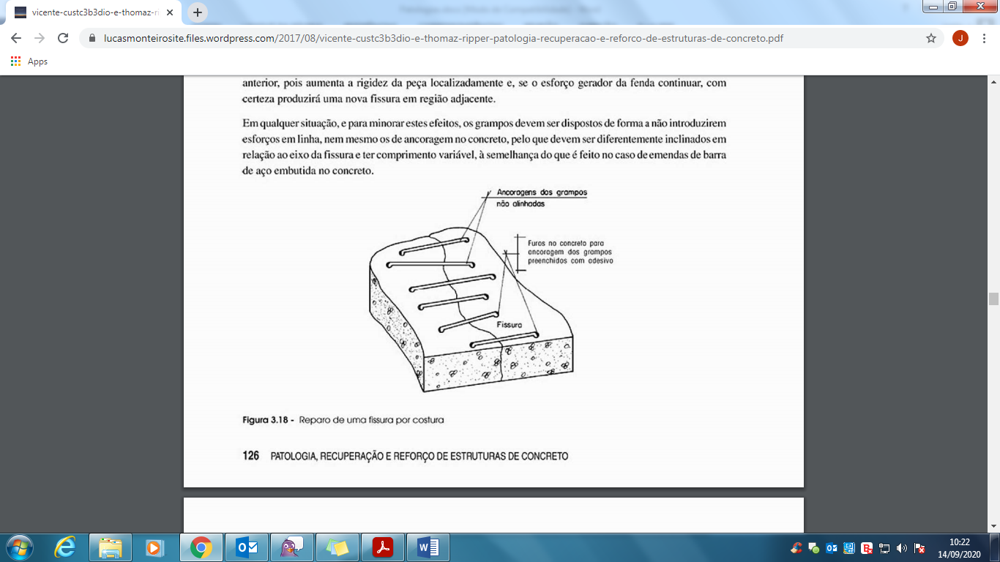 vicente-custc3b3dio-e-thomaz-ri
lucasmonteirosite.files.wordpress.com/2017/08/vicente-custc3b3dio-e-thomaz-ripper-patologia-recuperacao-e-reforco-de-estruturas-de-concreto.pdf
J
Apps
anterior, pois aumenta a rigidez da peça localizadamente e, se o esforço gerador da fenda continuar, com
certeza produzirá uma nova fissura em região adjacente.
Em qualquer situação, e para minorar estes efeitos, os grampos devem ser dispostos de forma a não introduzirem
esforços em linha, nem mesmo os de ancoragem no concreto, pelo que devem ser diferentemente inclinados em
relação ao eixo da fissura e ter comprimento variável, à semelhança do que é feito no caso de emendas de barra
de aço embutida no concreto.
Ancoragens dos grampos
não alinhadas
Furos no concreto para
ancoragem dos grampos
preenchidos com adesivo
Fissura
Figura 3.18 - Reparo de uma fissura por costura
126 PATOLOGIA, RECUPERAÇÃO E REFORÇO DE ESTRUTURAS DE CONCRETO
10:22
14/09/2020